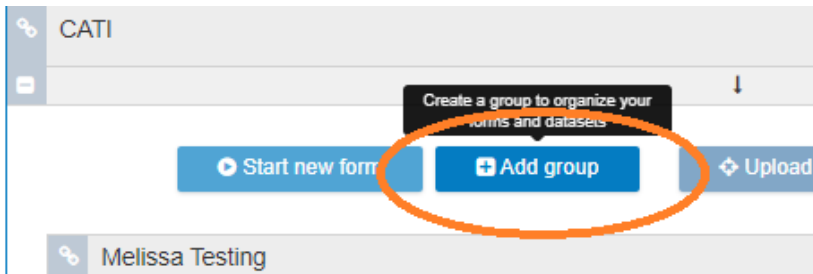 CATI
Create a group to organize your
forms and datasets
Start new form
Add group
Upload
Melissa Testing